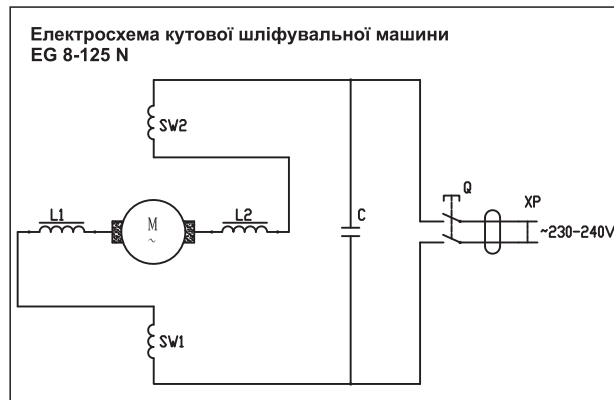 Електросхема кутової шліфувальної машини
EG 8-125 N
SW2
L1
M
~
L2
C
Q
XP
~230-240V
SW1